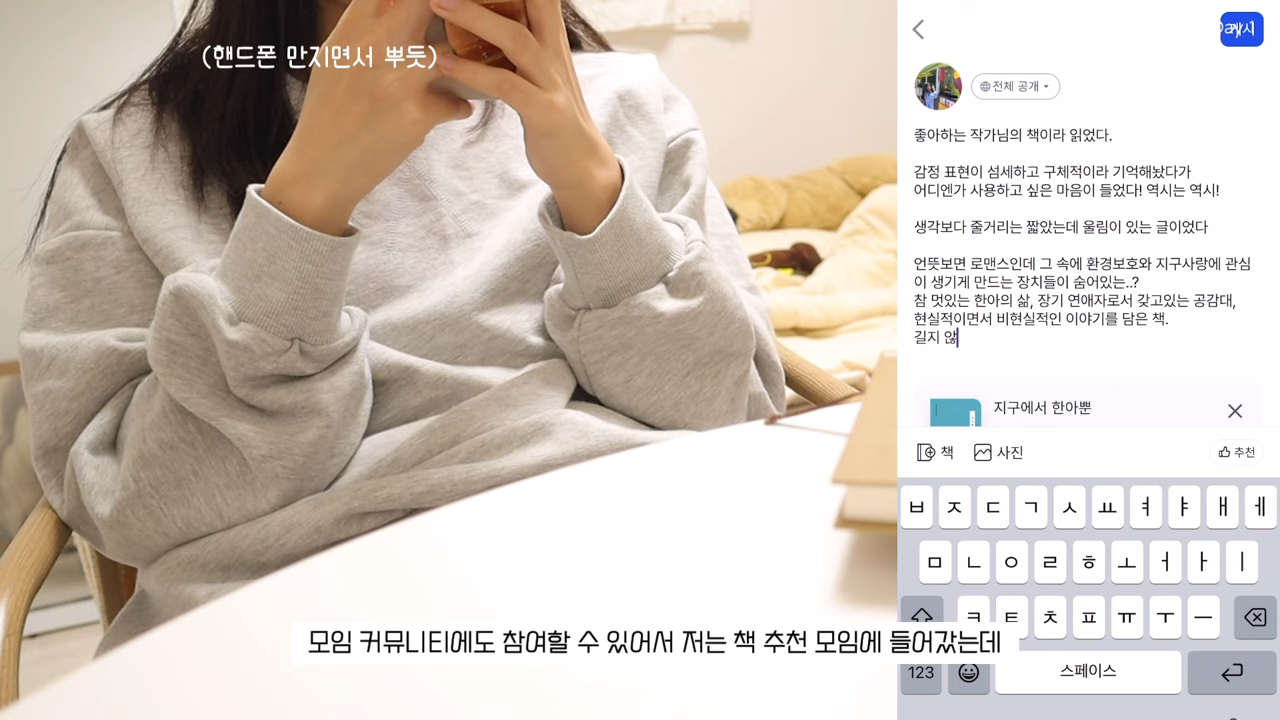 (핸드폰 만지면서 뿌듯)
전체 공개
좋아하는 작가님의 책이라 읽었다.
감정 표현이 섬세하고 구체적이라 기억해놨다가
어디엔가 사용하고 싶은 마음이 들었다! 역시는 역시!
생각보다 줄거리는 짧았는데 울림이 있는 글이었다
언뜻보면 로맨스인데 그 속에 환경보호와 지구사랑에 관심
이 생기게 만드는 장치들이 숨어있는..?
참 멋있는 한아의 삶, 장기 연애자로서 갖고있는 공감대,
현실적이면서 비현실적인 이야기를 담은 책.
길지 않
지구에서 한아뿐
책 사진 추천
ㅂ ㅈ ㄷ ㄱ ㅅ ㅛ ㅕ ㅑ ㅐ ㅔ
ㅁ ㄴ ㅇ ㄹ ㅎ ㅗ ㅓ ㅏ ㅣ
ㅋ ㅌ ㅊ ㅍ ㅠ ㅜ ㅡ
모임 커뮤니티에도 참여할 수 있어서 저는 책 추천 모임에 들어갔는데
123 스페이스